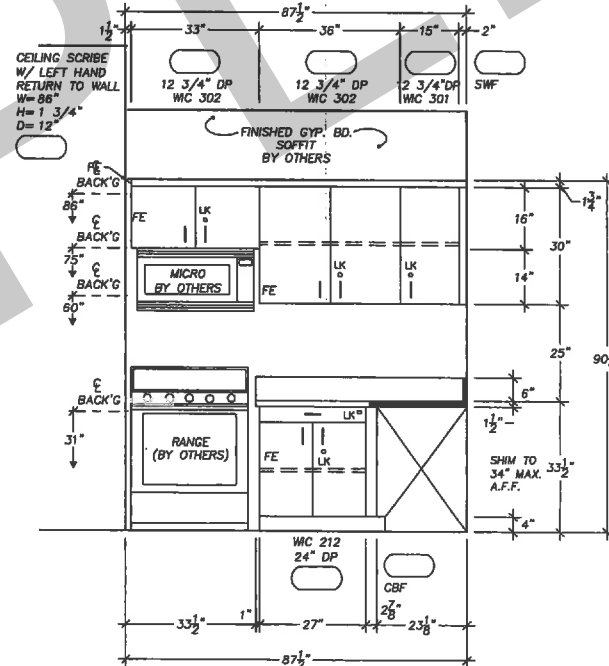 87 1/2"
1 1/2"
33"
36"
15"
2"
CEILING SCRIBE
W/ LEFT HAND
RETURN TO WALL
W= 86"
H= 1 3/4"
D= 12"
12 3/4" DP
WIC 302
12 3/4" DP
WIC 302
12 3/4" DP
WIC 301
SWF
FINISHED GYP. BD.
SOFFIT
BY OTHERS
FE
℄
BACK'G
86"
℄
BACK'G
75"
℄
BACK'G
60"
FE
LK
MICRO
BY OTHERS
FE
LK
LK
16"
14"
1 3/4"
30"
25"
90
℄
BACK'G
31"
RANGE
(BY OTHERS)
FE
LK
LK
6"
1 1/2"
SHIM TO
34" MAX.
A.F.F.
33 1/2"
4"
WIC 212
24" DP
CBF
33 1/2"
1"
27"
2 7/8"
23 1/8"
87 1/2"